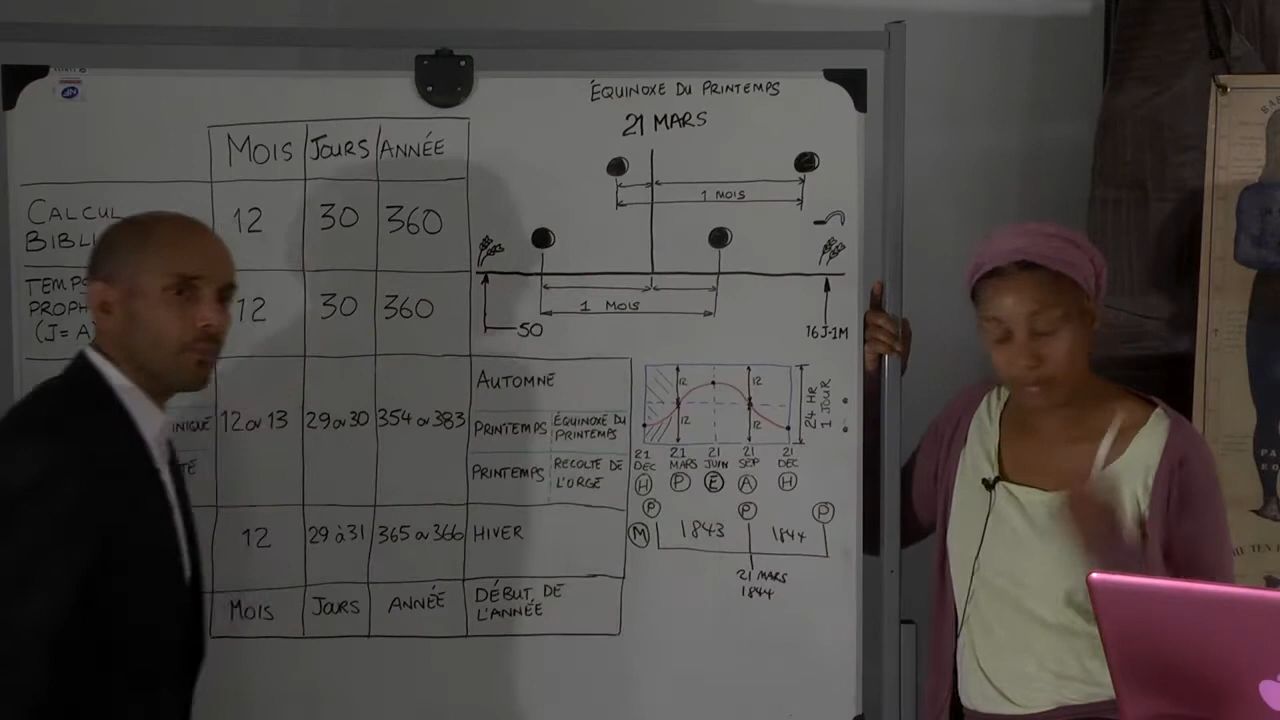 ÉQUINOXE DU PRINTEMPS
21 MARS
MOIS JOURS ANNÉE
CALCUL
BIBLI
12 30 360
TEMPS
PROPH
(J=A)
12 30 360
1 MOIS
1 MOIS
50
16J-1M
AUTOMNE
12 ou 13 29 ou 30 354 ou 383
PRINTEMPS ÉQUINOXE DU PRINTEMPS
PRINTEMPS RÉCOLTE DE L'ORGE
INIQUE
TÉ
12 29 à 31 365 ou 366 HIVER
MOIS JOURS ANNÉE DÉBUT DE L'ANNÉE
12 12
12 12
24 HR
1 JOUR
21 DEC 21 MARS 21 JUIN 21 SEP 21 DEC
H P E A H
P P P
M 1843 1844
21 MARS
1844